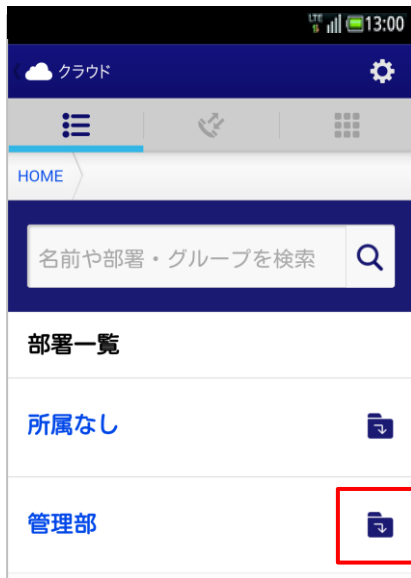 LTE 13:00
クラウド
HOME
名前や部署・グループを検索
部署一覧
所属なし
管理部